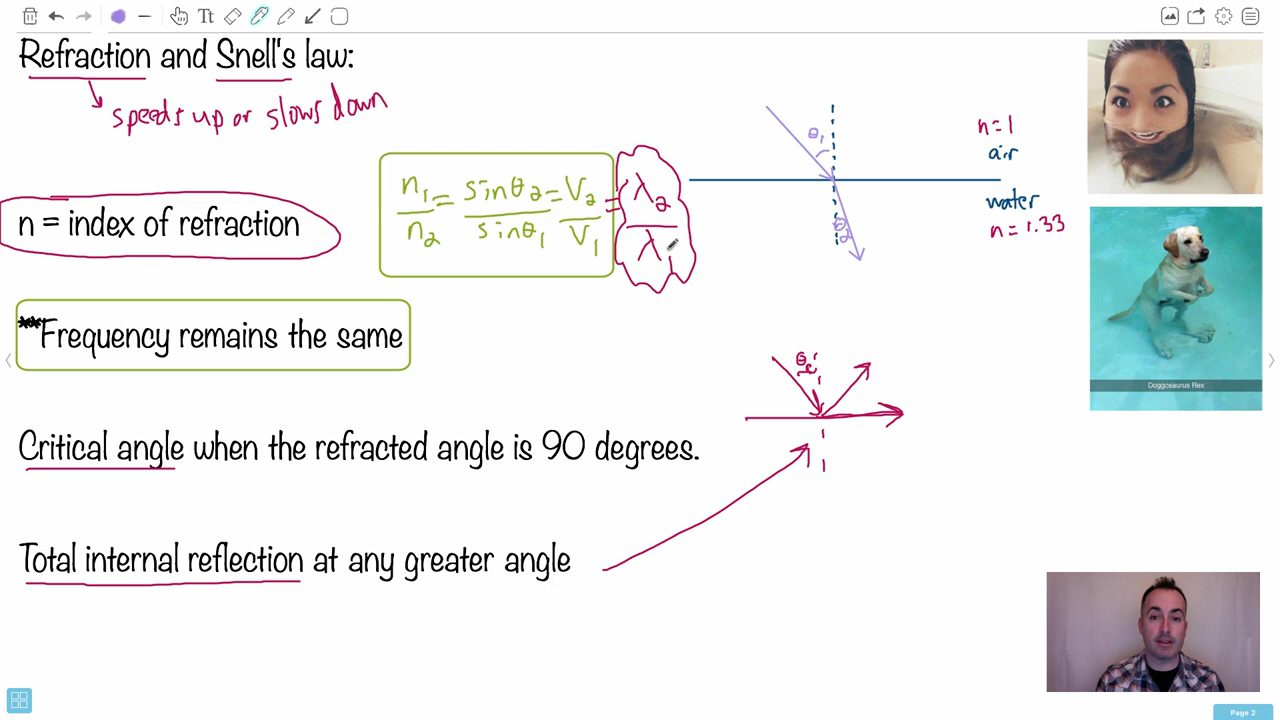 Tt
Refraction and Snell's law:
speeds up or slows down
θ₁
n=1
air
n₁/n₂ = sinθ₂/sinθ₁ = V₂/V₁ = λ₂/λ₁
n = index of refraction
water
n=1.33
θ₂
**Frequency remains the same
θc
Doggosaurus Rex
Critical angle when the refracted angle is 90 degrees.
Total internal reflection at any greater angle
Page 2